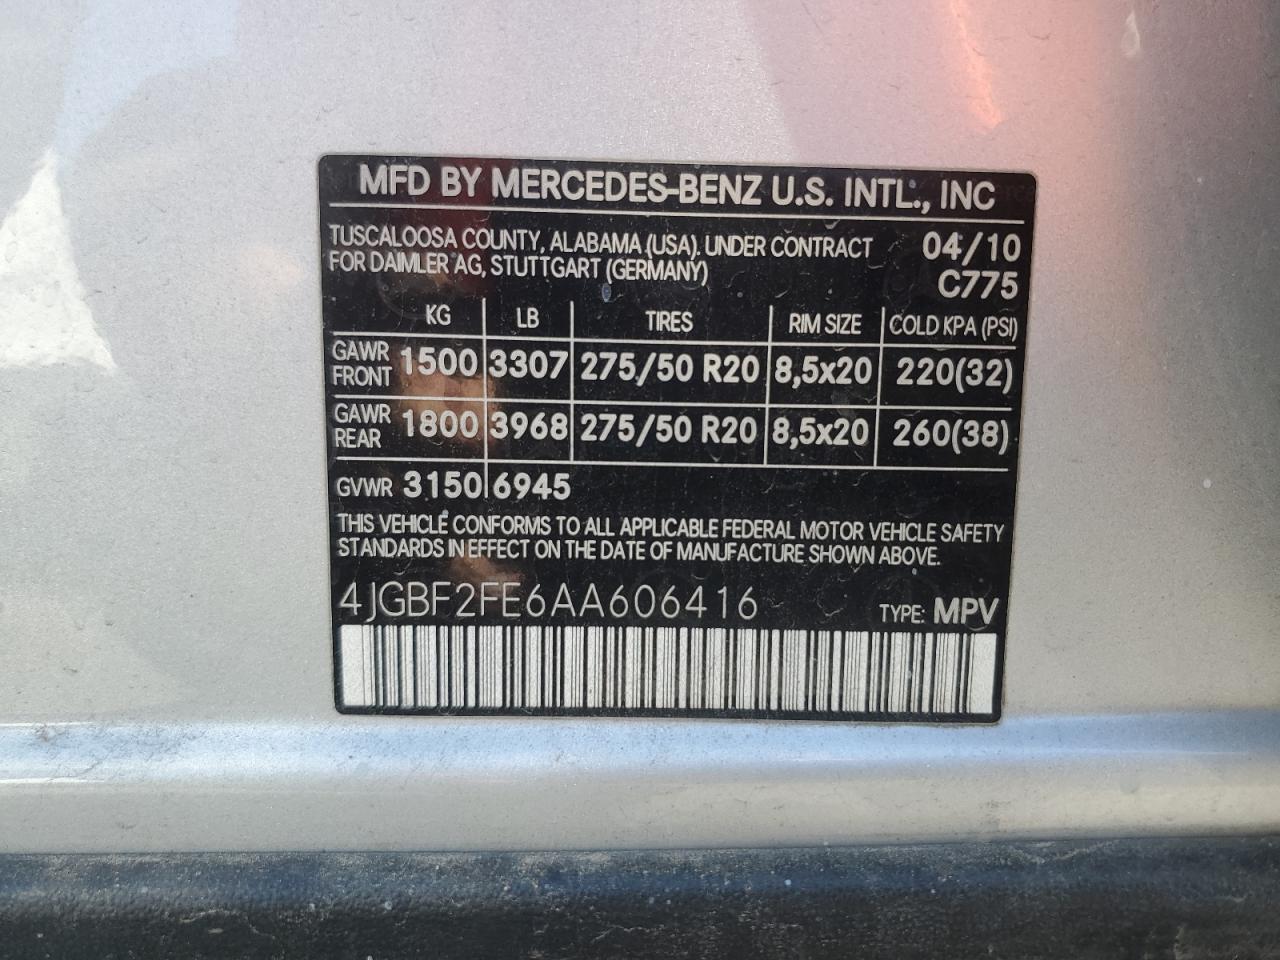 MFD BY MERCEDES-BENZ U.S. INTL., INC
TUSCALOOSA COUNTY, ALABAMA (USA). UNDER CONTRACT 04/10
FOR DAIMLER AG, STUTTGART (GERMANY) C775
KG LB TIRES RIM SIZE COLD KPA (PSI)
GAWR FRONT 1500 3307 275/50 R20 8,5x20 220(32)
GAWR REAR 1800 3968 275/50 R20 8,5x20 260(38)
GVWR 3150 6945
THIS VEHICLE CONFORMS TO ALL APPLICABLE FEDERAL MOTOR VEHICLE SAFETY
STANDARDS IN EFFECT ON THE DATE OF MANUFACTURE SHOWN ABOVE.
4JGBF2FE6AA606416 TYPE: MPV